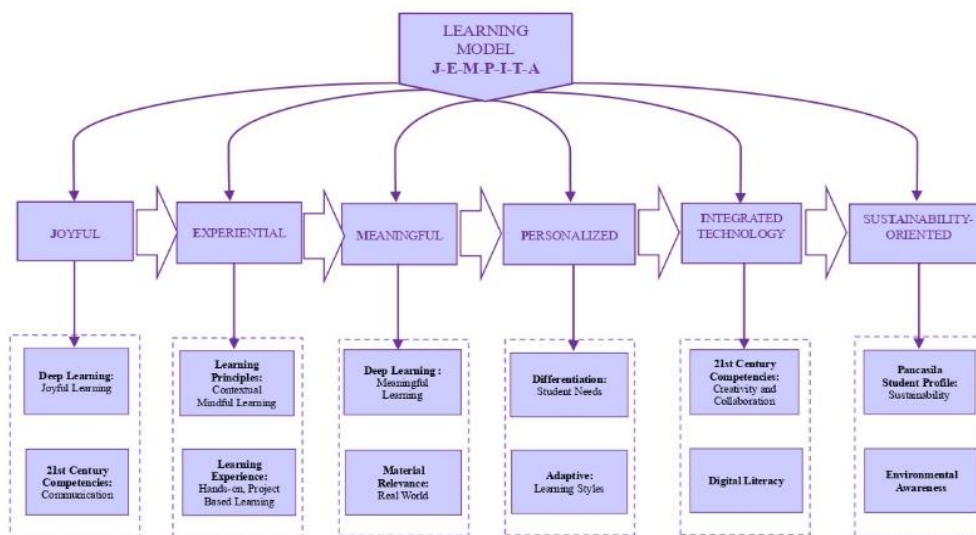 LEARNING
MODEL
J-E-M-P-I-T-A
JOYFUL
EXPERIENTIAL
MEANINGFUL
PERSONALIZED
INTEGRATED
TECHNOLOGY
SUSTAINABILITY-
ORIENTED
Deep Learning:
Joyful Learning
Learning
Principles:
Contextual
Mindful Learning
Deep Learning :
Meaningful
Learning
Differentiation:
Student Needs
21st Century
Competencies:
Creativity and
Collaboration
Pancasila
Student Profile:
Sustainability
21st Century
Competencies:
Communication
Learning
Experience:
Hands-on, Project
Based Learning
Material
Relevance:
Real World
Adaptive:
Learning Styles
Digital Literacy
Environmental
Awareness